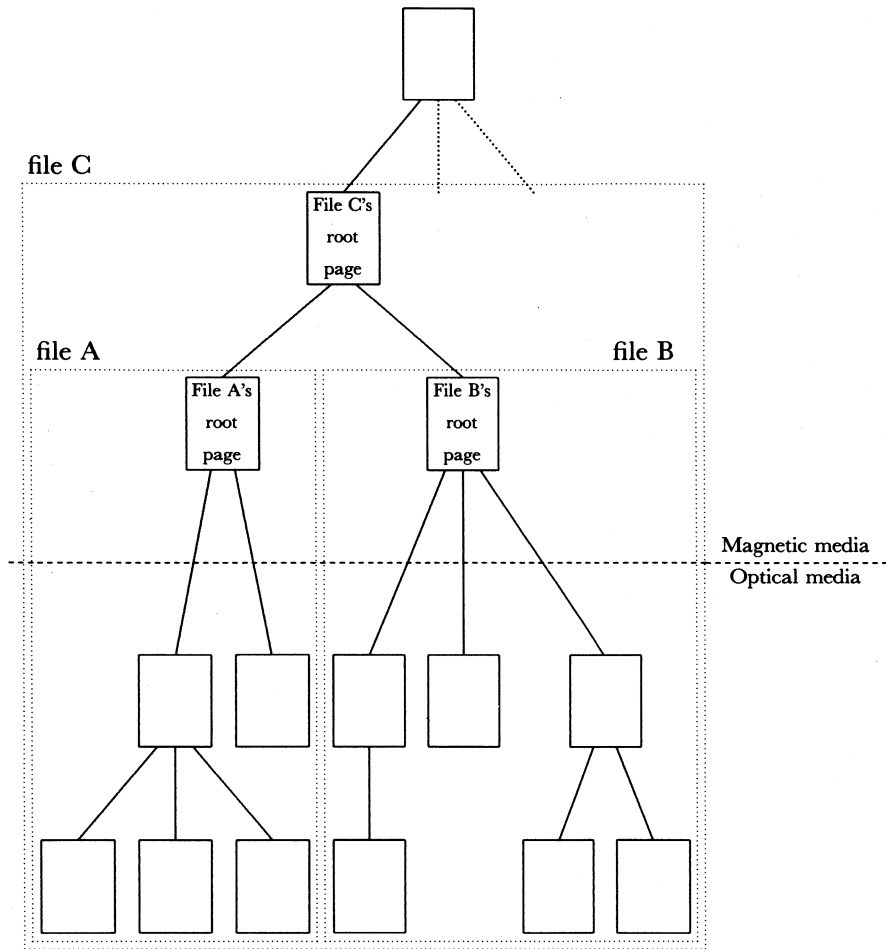 file C
File C's
root
page
file A
file B
File A's
root
page
File B's
root
page
Magnetic media
Optical media